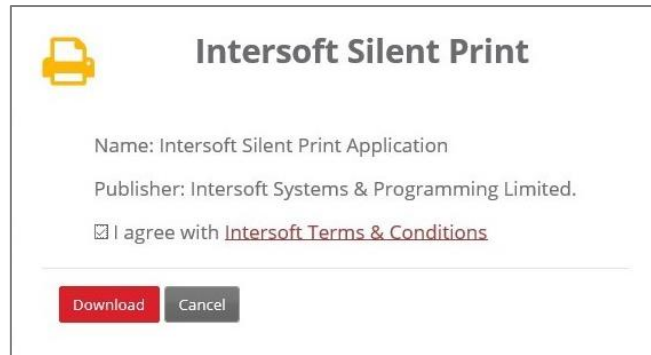 Intersoft Silent Print
Name: Intersoft Silent Print Application
Publisher: Intersoft Systems & Programming Limited.
☑ I agree with Intersoft Terms & Conditions
Download
Cancel